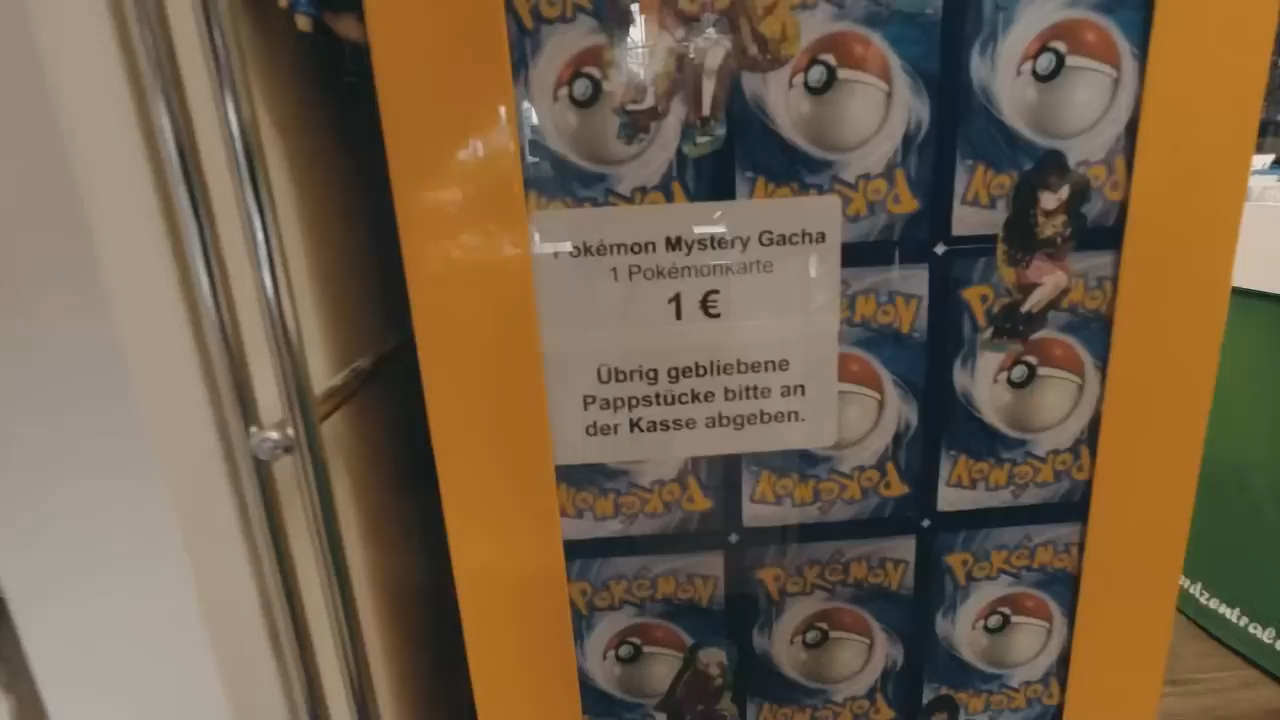 Pokémon Mystery Gacha
1 Pokémonkarte
1 €
Übrig gebliebene
Pappstücke bitte an
der Kasse abgeben.
POKéMON
POKéMON
POKéMON
POKéMON
POKéMON
POKéMON
POKéMON